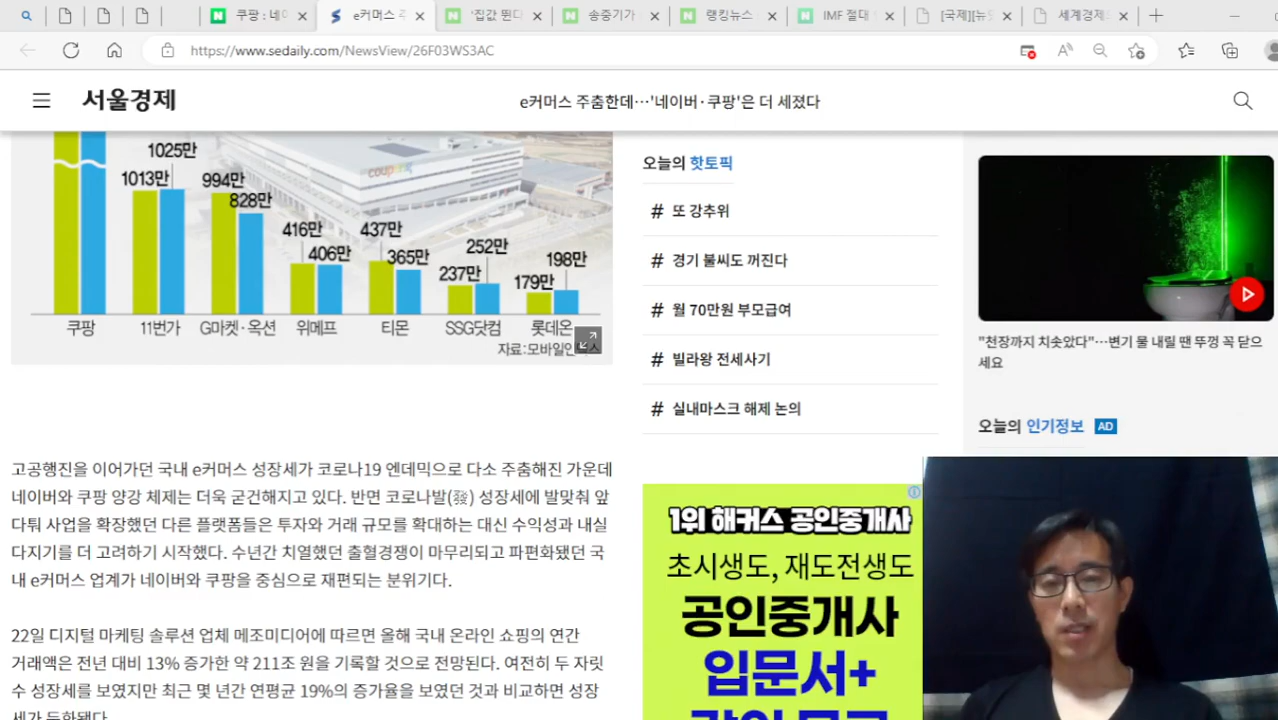 쿠팡 : 네이
e커머스 주
'집값 뛴다
송중기가
랭킹뉴스
IMF 절대
[국제][뉴
세계경제
https://www.sedaily.com/NewsView/26F03WS3AC
서울경제
e커머스 주춤한데…'네이버·쿠팡'은 더 세졌다
coupang
1013만
1025만
994만
828만
416만
406만
437만
365만
237만
252만
179만
198만
쿠팡
11번가
G마켓·옥션
위메프
티몬
SSG닷컴
롯데온
자료:모바일인덱스
고공행진을 이어가던 국내 e커머스 성장세가 코로나19 엔데믹으로 다소 주춤해진 가운데
네이버와 쿠팡 양강 체제는 더욱 굳건해지고 있다. 반면 코로나발(發) 성장세에 발맞춰 앞
다퉈 사업을 확장했던 다른 플랫폼들은 투자와 거래 규모를 확대하는 대신 수익성과 내실
다지기를 더 고려하기 시작했다. 수년간 치열했던 출혈경쟁이 마무리되고 파편화됐던 국
내 e커머스 업계가 네이버와 쿠팡을 중심으로 재편되는 분위기다.
22일 디지털 마케팅 솔루션 업체 메조미디어에 따르면 올해 국내 온라인 쇼핑의 연간
거래액은 전년 대비 13% 증가한 약 211조 원을 기록할 것으로 전망된다. 여전히 두 자릿
수 성장세를 보였지만 최근 몇 년간 연평균 19%의 증가율을 보였던 것과 비교하면 성장
세가 둔화됐다
오늘의 핫토픽
# 또 강추위
# 경기 불씨도 꺼진다
# 월 70만원 부모급여
# 빌라왕 전세사기
# 실내마스크 해제 논의
1위 해커스 공인중개사
초시생도, 재도전생도
공인중개사
입문서+
"천장까지 치솟았다"…변기 물 내릴 땐 뚜껑 꼭 닫으
세요
오늘의 인기정보 AD